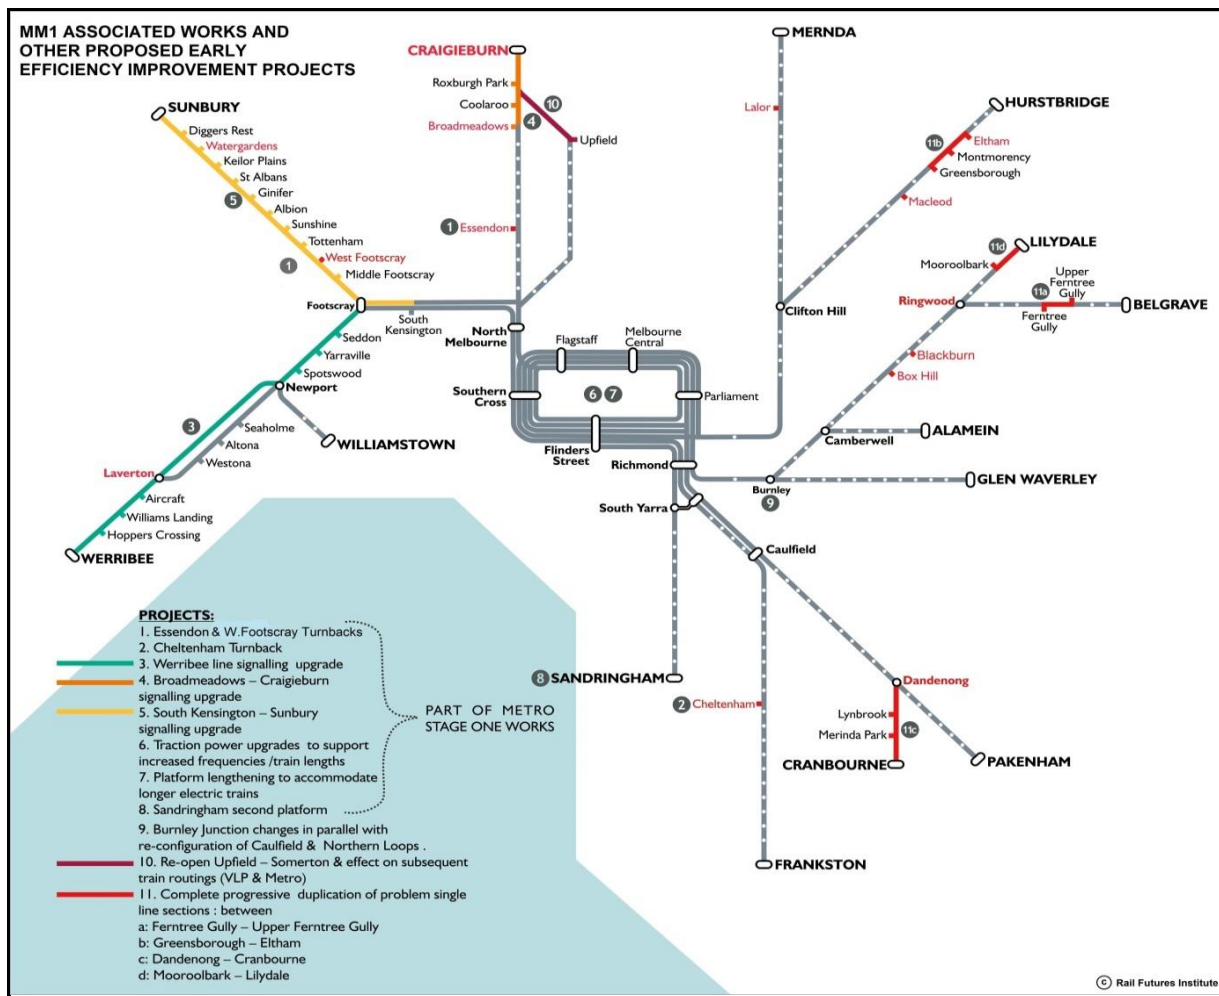 MM1 ASSOCIATED WORKS AND
OTHER PROPOSED EARLY
EFFICIENCY IMPROVEMENT PROJECTS
SUNBURY
Diggers Rest
Watergardens
Keilor Plains
St Albans
Ginifer
5
Albion
Sunshine
Tottenham
1
West Footscray
Middle Footscray
Footscray
South
Kensington
CRAIGIEBURN
Roxburgh Park
Coolaroo
10
Broadmeadows
4
Upfield
1
Essendon
North
Melbourne
MERNDA
Lalor
Clifton Hill
HURSTBRIDGE
11b
Eltham
Montmorency
Greensborough
Macleod
LILYDALE
11d
Mooroolbark
Ringwood
Upper
Ferntree
Gully
11a
Ferntree
Gully
BELGRAVE
Blackburn
Box Hill
Camberwell
ALAMEIN
Burnley
9
GLEN WAVERLEY
Seddon
Yarraville
Spotswood
Newport
3
Seaholme
Altona
Westona
WILLIAMSTOWN
Laverton
Aircraft
Williams Landing
Hoppers Crossing
WERRIBEE
Flagstaff
Melbourne
Central
Southern
Cross
6
7
Parliament
Flinders
Street
Richmond
South Yarra
Caulfield
8
SANDRINGHAM
2
Cheltenham
FRANKSTON
Dandenong
Lynbrook
Merinda Park
11c
CRANBOURNE
PAKENHAM
PROJECTS:
1. Essendon & W.Footscray Turnbacks
2. Cheltenham Turnback
3. Werribee line signalling upgrade
4. Broadmeadows – Craigieburn
signalling upgrade
5. South Kensington – Sunbury
signalling upgrade
6. Traction power upgrades to support
increased frequencies /train lengths
7. Platform lengthening to accommodate
longer electric trains
8. Sandringham second platform
PART OF METRO
STAGE ONE WORKS
9. Burnley Junction changes in parallel with
re-configuration of Caulfield & Northern Loops .
10. Re-open Upfield – Somerton & effect on subsequent
train routings (VLP & Metro)
11. Complete progressive duplication of problem single
line sections : between
a: Ferntree Gully – Upper Ferntree Gully
b: Greensborough – Eltham
c: Dandenong – Cranbourne
d: Mooroolbark – Lilydale
© Rail Futures Institute